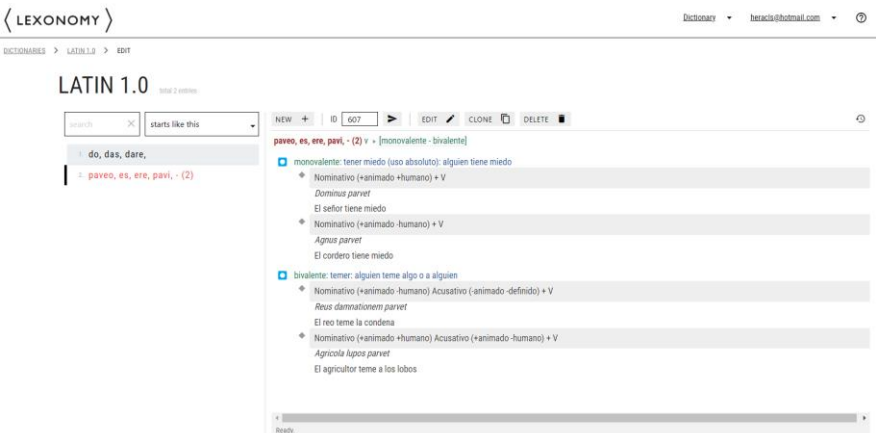 LEXONOMY
Dictionary heracls@hotmail.com
DICTIONARIES > LATIN 1.0 > EDIT
LATIN 1.0 total 2 entries
search starts like this
NEW + ID 607 EDIT CLONE DELETE
paveo, es, ere, pavi, - (2) v [monovalente - bivalente]
1 do, das, dare,
2 paveo, es, ere, pavi, - (2)
monovalente: tener miedo (uso absoluto): alguien tiene miedo
Nominativo (+animado +humano) + V
Dominus parvet
El señor tiene miedo
Nominativo (+animado -humano) + V
Agnus parvet
El cordero tiene miedo
bivalente: temer: alguien teme algo o a alguien
Nominativo (+animado -humano) Acusativo (-animado -definido) + V
Reus damnationem parvet
El reo teme la condena
Nominativo (+animado +humano) Acusativo (+animado -humano) + V
Agricola lupos parvet
El agricultor teme a los lobos
Ready